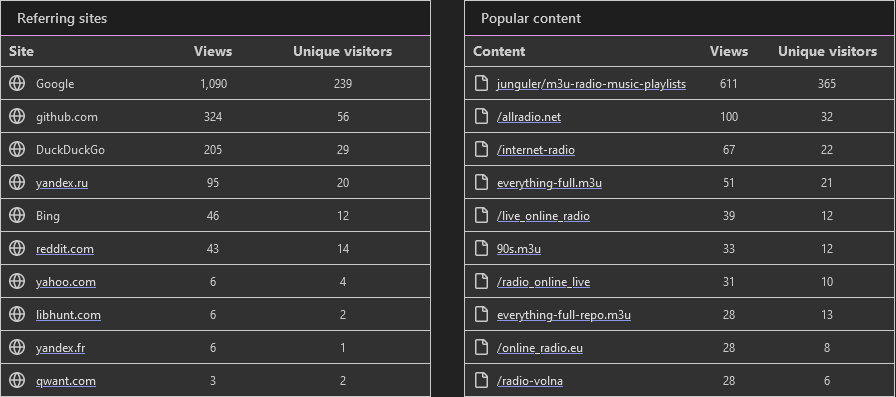 Referring sites
Site Views Unique visitors
Google 1,090 239
github.com 324 56
DuckDuckGo 205 29
yandex.ru 95 20
Bing 46 12
reddit.com 43 14
yahoo.com 6 4
libhunt.com 6 2
yandex.fr 6 1
qwant.com 3 2
Popular content
Content Views Unique visitors
junguler/m3u-radio-music-playlists 611 365
/allradio.net 100 32
/internet-radio 67 22
everything-full.m3u 51 21
/live_online_radio 39 12
90s.m3u 33 12
/radio_online_live 31 10
everything-full-repo.m3u 28 13
/online_radio.eu 28 8
/radio-volna 28 6